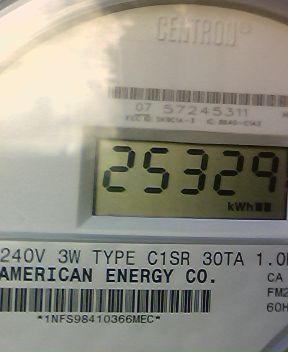 CENTRON®
07 57245311
25329
kWh
240V 3W TYPE C1SR 30TA 1.0
AMERICAN ENERGY CO.
CA
FM2
60H
*1NFS98410366MEC*